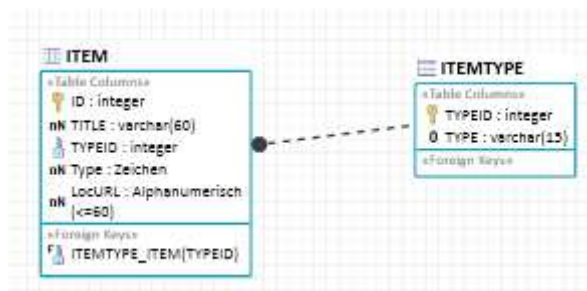 ITEM
«Table Columns»
ID : integer
nN TITLE : varchar(60)
TYPEID : integer
nN Type : Zeichen
nN LocURL : Alphanumerisch
(<=60)
«Foreign Keys»
F ITEMTYPE_ITEM(TYPEID)
ITEMTYPE
«Table Columns»
TYPEID : integer
0 TYPE : varchar(15)
«Foreign Keys»